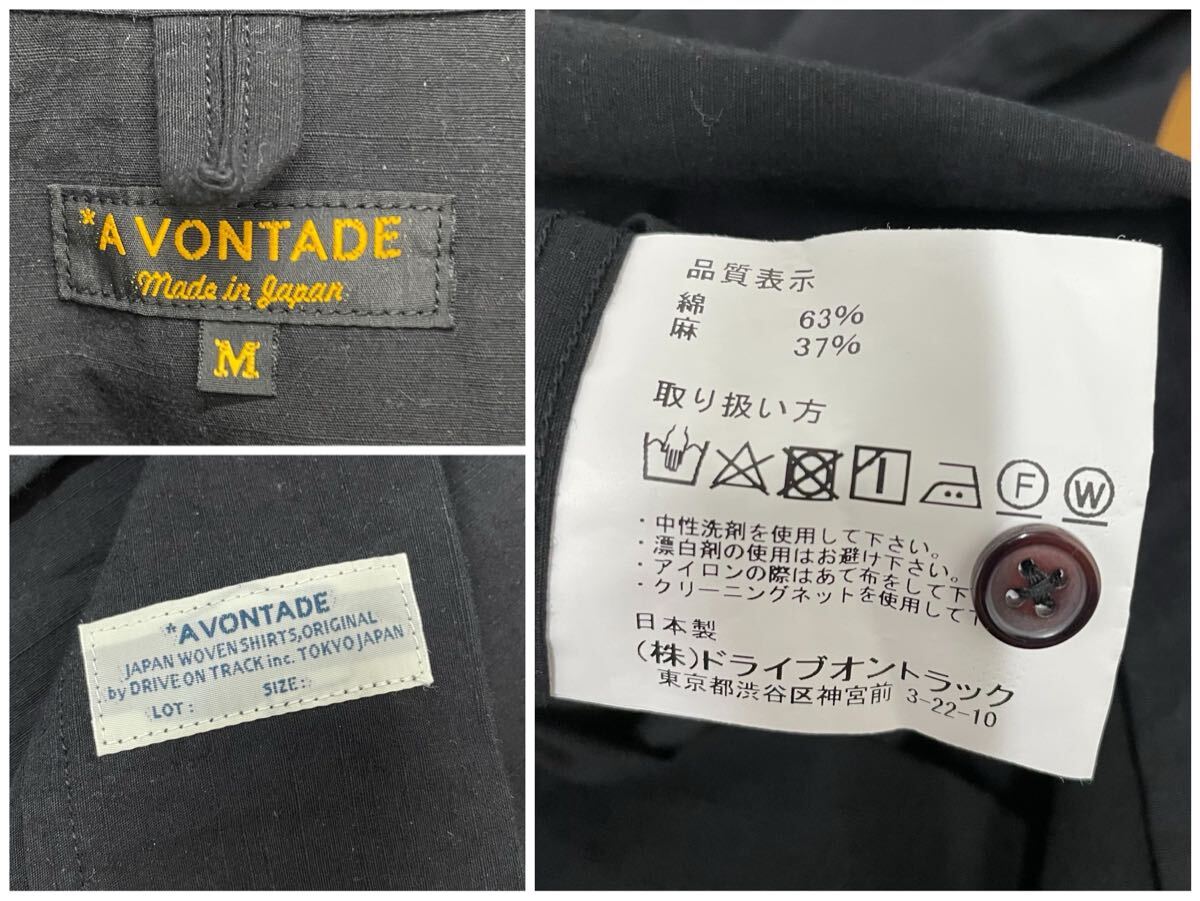 *A VONTADE
Made in Japan
M
*A VONTADE
JAPAN WOVEN SHIRTS, ORIGINAL
by DRIVE ON TRACK inc. TOKYO JAPAN
SIZE:
LOT :
品質表示
綿 63%
麻 37%
取り扱い方
F W
・中性洗剤を使用して下さい。
・漂白剤の使用はお避け下さい。
・アイロンの際はあて布をして下
・クリーニングネットを使用して下
日本製
(株)ドライブオントラック
東京都渋谷区神宮前 3-22-10